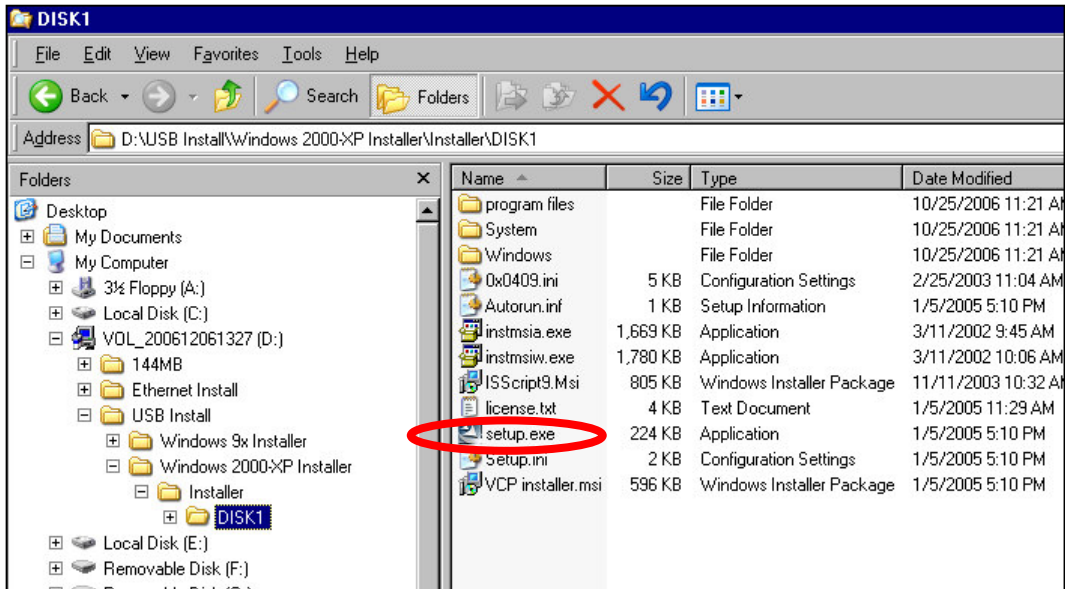 DISK1
File Edit View Favorites Tools Help
Back Search Folders
Address D:\USB Install\Windows 2000-XP Installer\Installer\DISK1
Folders x
Desktop
My Documents
My Computer
3½ Floppy (A:)
Local Disk (C:)
VOL_200612061327 (D:)
144MB
Ethernet Install
USB Install
Windows 9x Installer
Windows 2000-XP Installer
Installer
DISK1
Local Disk (E:)
Removable Disk (F:)
Name Size Type Date Modified
program files File Folder 10/25/2006 11:21 A
System File Folder 10/25/2006 11:21 A
Windows File Folder 10/25/2006 11:21 A
0x0409.ini 5 KB Configuration Settings 2/25/2003 11:04 AM
Autorun.inf 1 KB Setup Information 1/5/2005 5:10 PM
instmsia.exe 1,669 KB Application 3/11/2002 9:45 AM
instmsiw.exe 1,780 KB Application 3/11/2002 10:06 AM
ISScript9.Msi 805 KB Windows Installer Package 11/11/2003 10:32 A
license.txt 4 KB Text Document 1/5/2005 11:29 AM
setup.exe 224 KB Application 1/5/2005 5:10 PM
Setup.ini 2 KB Configuration Settings 1/5/2005 5:10 PM
VCP installer.msi 596 KB Windows Installer Package 1/5/2005 5:10 PM